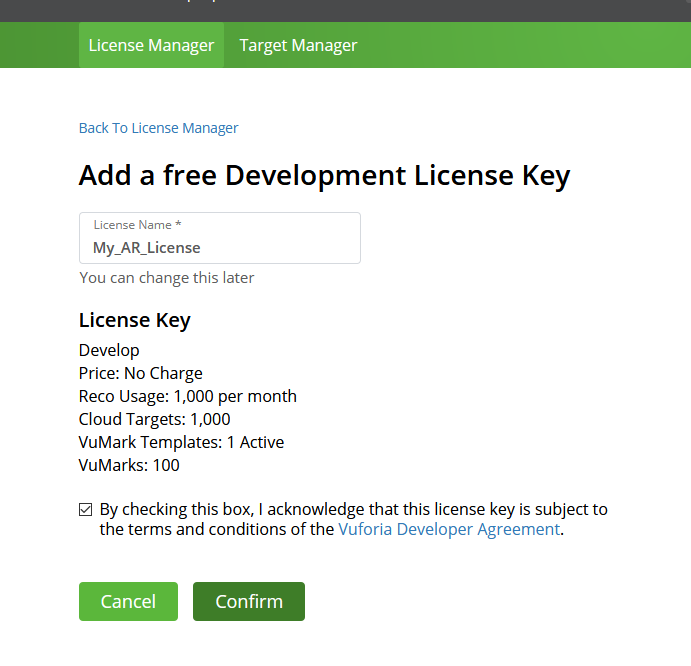 License Manager Target Manager
Back To License Manager
Add a free Development License Key
License Name *
My_AR_License
You can change this later
License Key
Develop
Price: No Charge
Reco Usage: 1,000 per month
Cloud Targets: 1,000
VuMark Templates: 1 Active
VuMarks: 100
By checking this box, I acknowledge that this license key is subject to
the terms and conditions of the Vuforia Developer Agreement.
Cancel Confirm